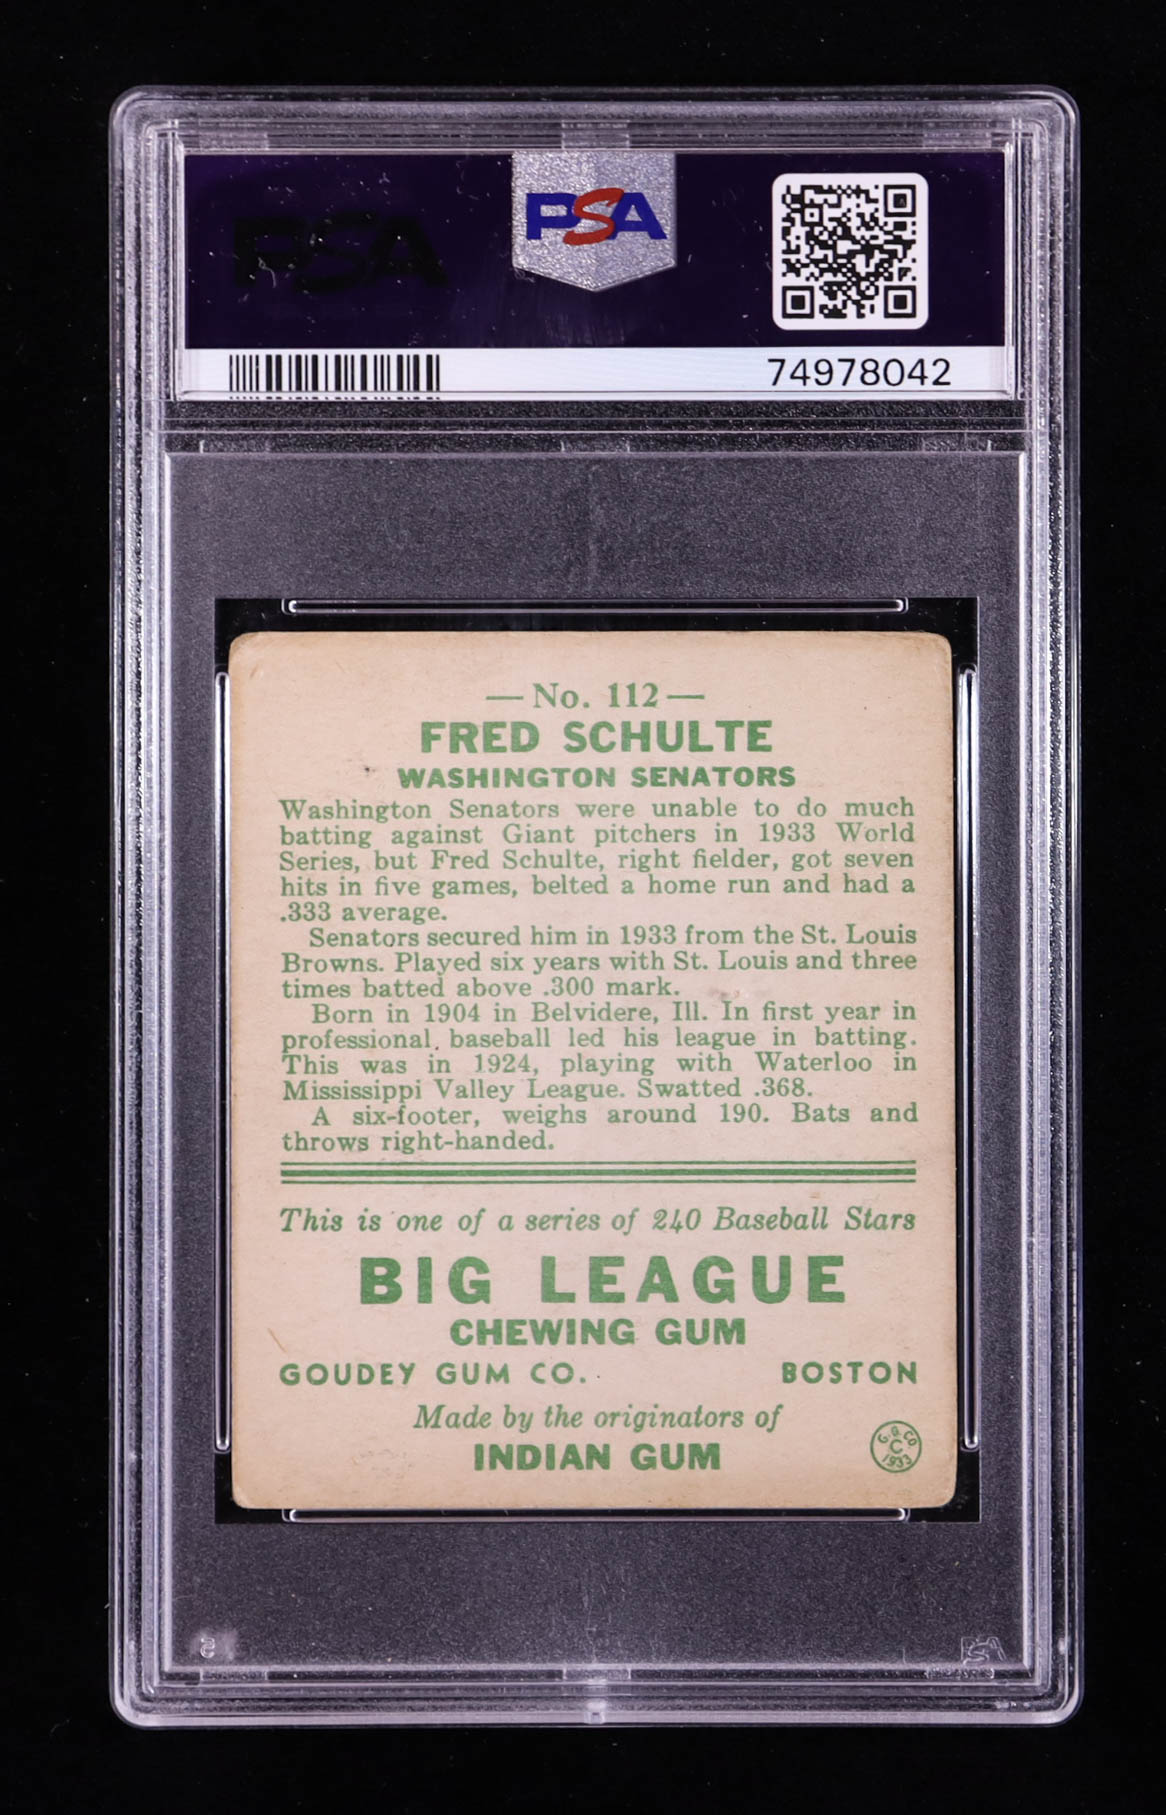 PSA
PSA
74978042
— No. 112 —
FRED SCHULTE
WASHINGTON SENATORS
Washington Senators were unable to do much
batting against Giant pitchers in 1933 World
Series, but Fred Schulte, right fielder, got seven
hits in five games, belted a home run and had a
.333 average.
Senators secured him in 1933 from the St. Louis
Browns. Played six years with St. Louis and three
times batted above .300 mark.
Born in 1904 in Belvidere, Ill. In first year in
professional baseball led his league in batting.
This was in 1924, playing with Waterloo in
Mississippi Valley League. Swatted .368.
A six-footer, weighs around 190. Bats and
throws right-handed.
This is one of a series of 240 Baseball Stars
BIG LEAGUE
CHEWING GUM
GOUDEY GUM CO. BOSTON
Made by the originators of
INDIAN GUM
G.G.CO
C
1933
PSA